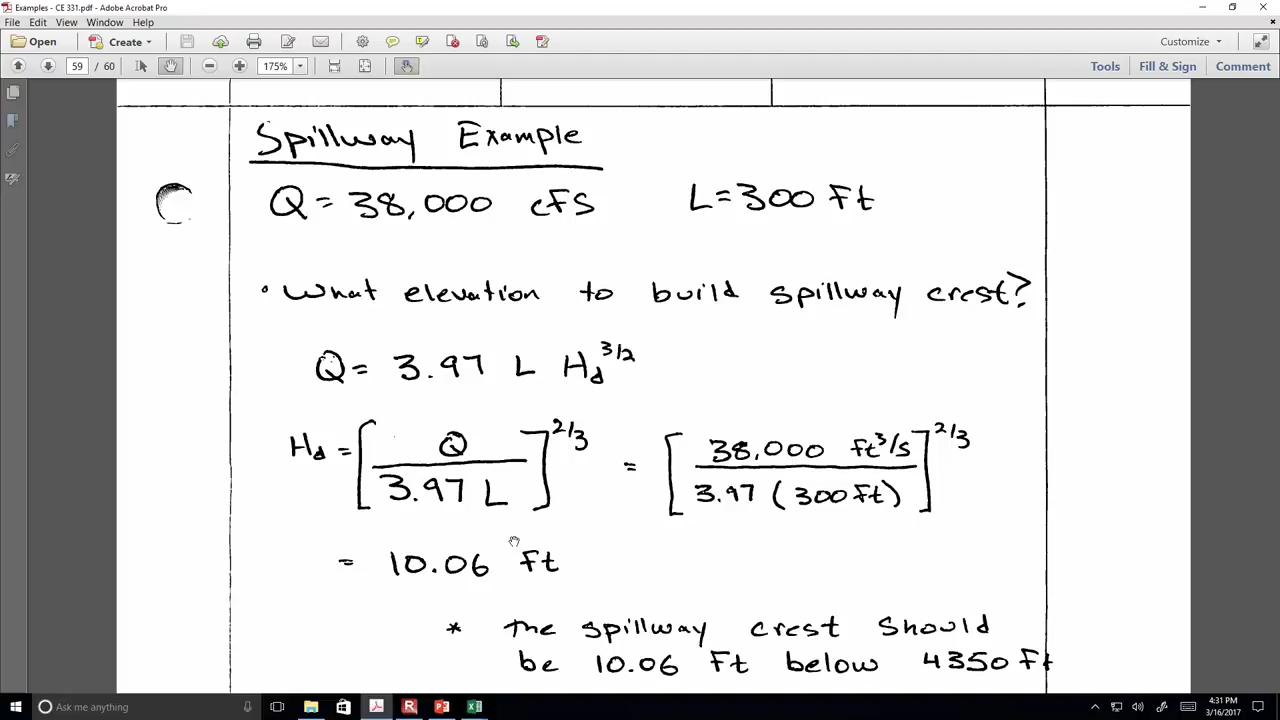 Examples - CE 331.pdf - Adobe Acrobat Pro
File Edit View Window Help
Open Create Customize
59 / 60 175% Tools Fill & Sign Comment
Spillway Example
Q = 38,000 cfs L = 300 Ft
• What elevation to build spillway crest?
Q = 3.97 L H_d^3/2
H_d = [ Q / 3.97 L ]^2/3 = [ 38,000 ft³/s / 3.97 ( 300 Ft ) ]^2/3
= 10.06 Ft
* The spillway crest should
be 10.06 Ft below 4350 Ft
Ask me anything
4:31 PM
3/16/2017